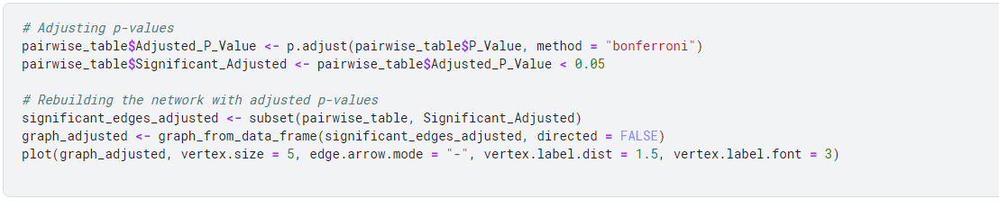 # Adjusting p-values
pairwise_table$Adjusted_P_Value <- p.adjust(pairwise_table$P_Value, method = "bonferroni")
pairwise_table$Significant_Adjusted <- pairwise_table$Adjusted_P_Value < 0.05
# Rebuilding the network with adjusted p-values
significant_edges_adjusted <- subset(pairwise_table, Significant_Adjusted)
graph_adjusted <- graph_from_data_frame(significant_edges_adjusted, directed = FALSE)
plot(graph_adjusted, vertex.size = 5, edge.arrow.mode = "-", vertex.label.dist = 1.5, vertex.label.font = 3)